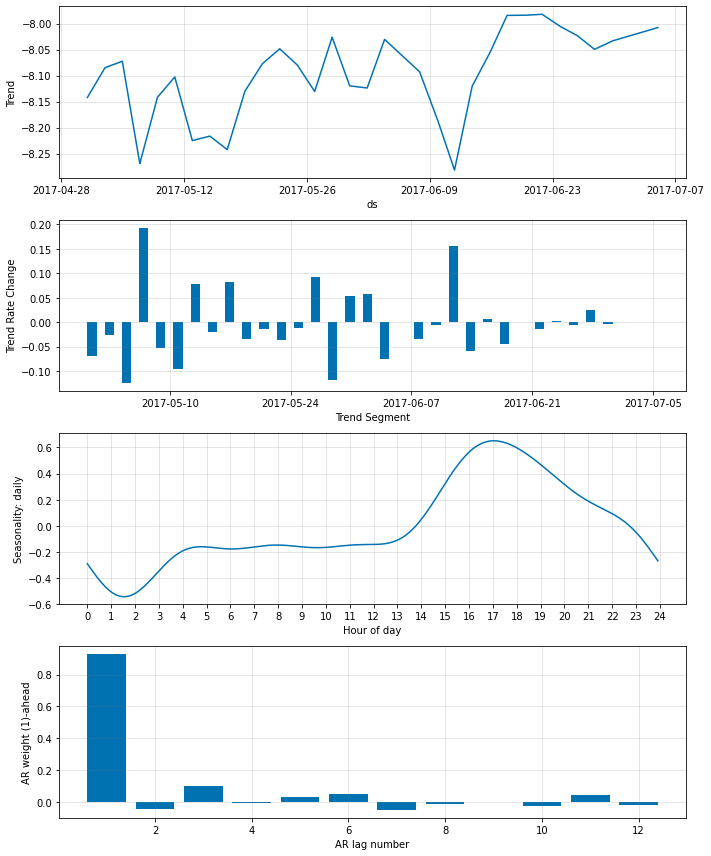 −8.00
−8.05
−8.10
−8.15
−8.20
−8.25
Trend
2017-04-28 2017-05-12 2017-05-26 2017-06-09 2017-06-23 2017-07-07
ds
0.20
0.15
0.10
0.05
0.00
−0.05
−0.10
Trend Rate Change
2017-05-10 2017-05-24 2017-06-07 2017-06-21 2017-07-05
Trend Segment
0.6
0.4
0.2
0.0
−0.2
−0.4
−0.6
Seasonality: daily
0 1 2 3 4 5 6 7 8 9 10 11 12 13 14 15 16 17 18 19 20 21 22 23 24
Hour of day
0.8
0.6
0.4
0.2
0.0
AR weight (1)-ahead
2 4 6 8 10 12
AR lag number